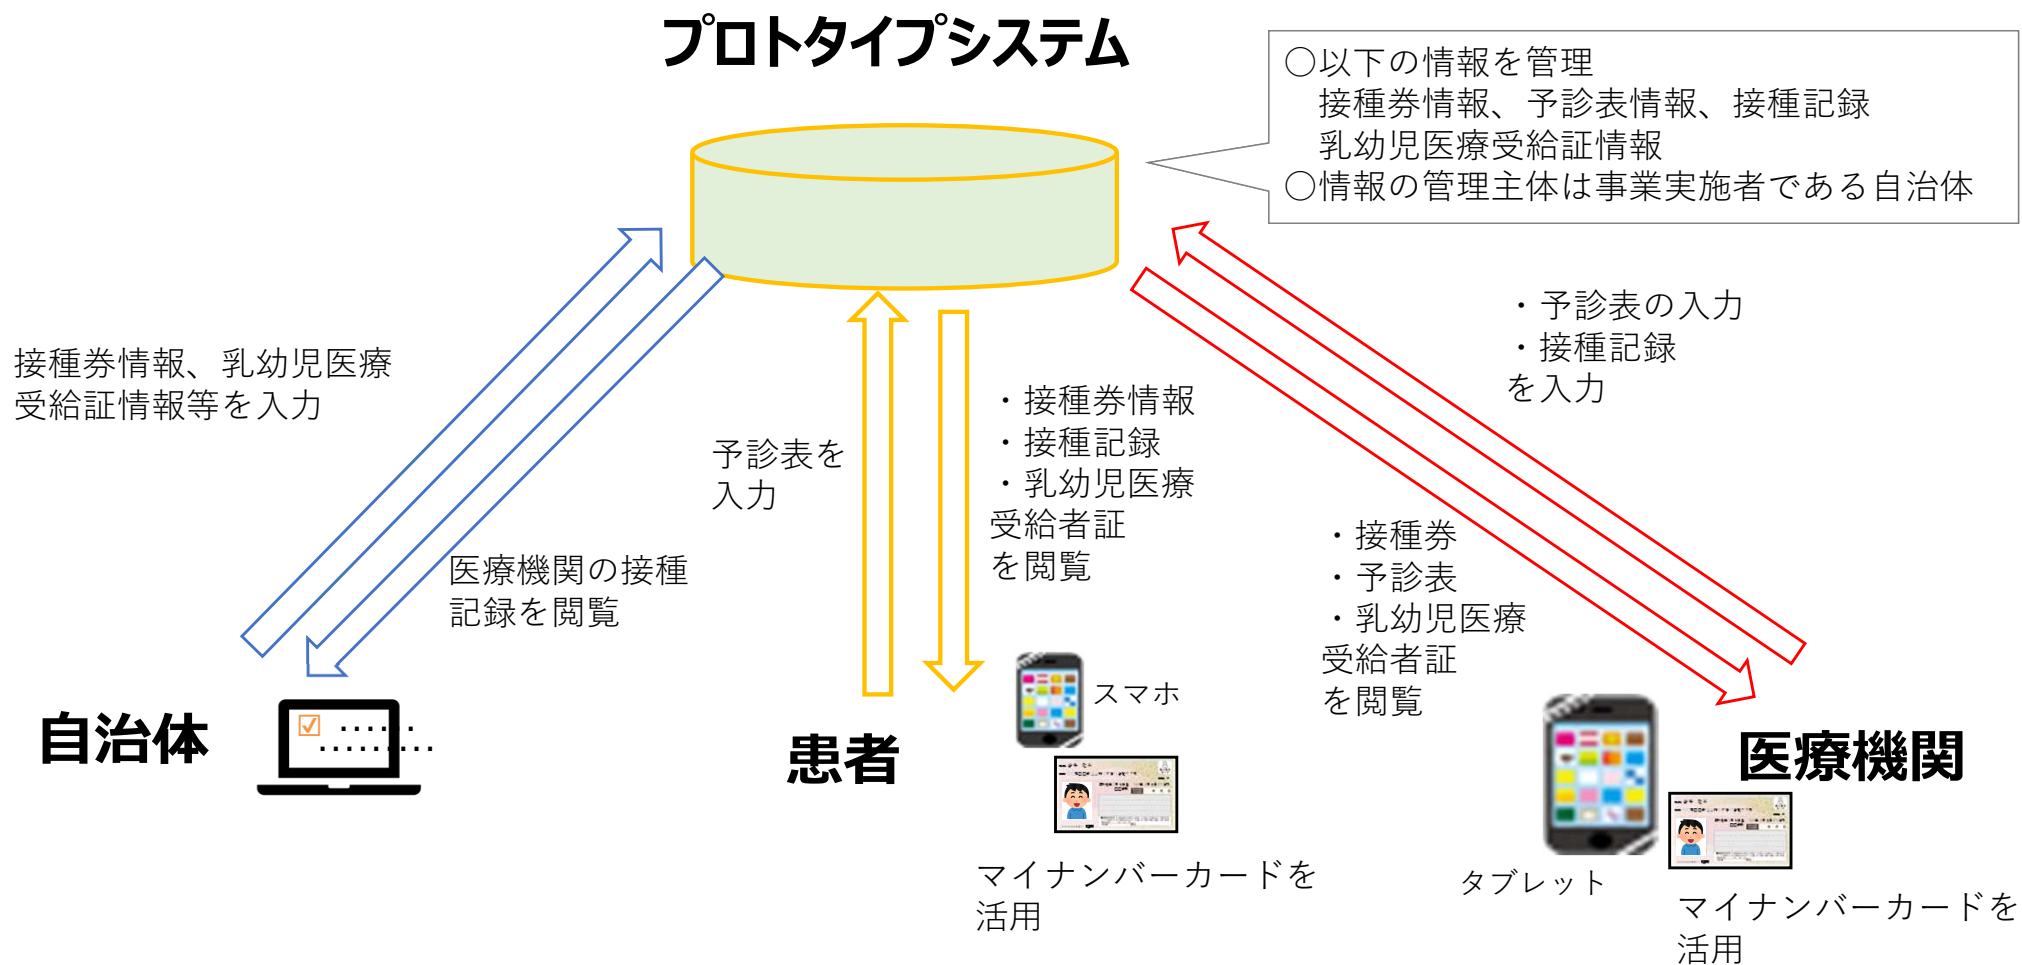 プロトタイプシステム
○以下の情報を管理
接種券情報、予診表情報、接種記録
乳幼児医療受給証情報
○情報の管理主体は事業実施者である自治体
接種券情報、乳幼児医療
受給証情報等を入力
医療機関の接種
記録を閲覧
予診表を
入力
・接種券情報
・接種記録
・乳幼児医療
受給者証
を閲覧
・予診表の入力
・接種記録
を入力
・接種券
・予診表
・乳幼児医療
受給者証
を閲覧
自治体
患者
スマホ
マイナンバーカードを
活用
医療機関
タブレット
マイナンバーカードを
活用